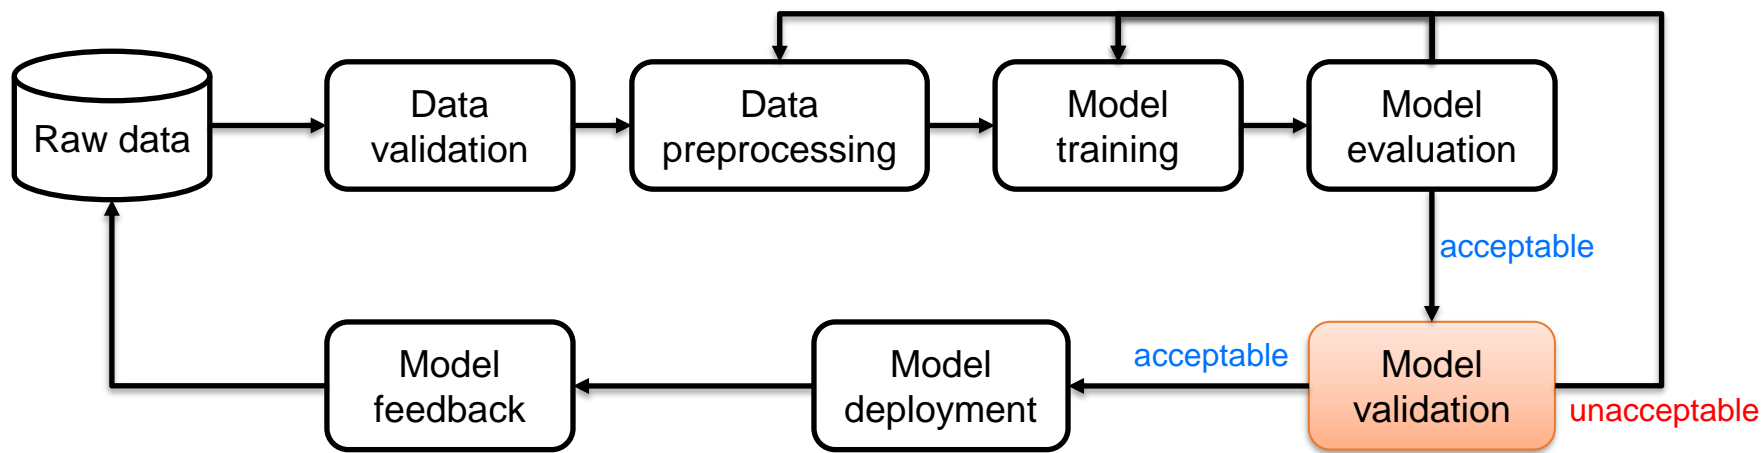 Raw data
Data
validation
Data
preprocessing
Model
training
Model
evaluation
acceptable
Model
feedback
Model
deployment
acceptable
Model
validation
unacceptable